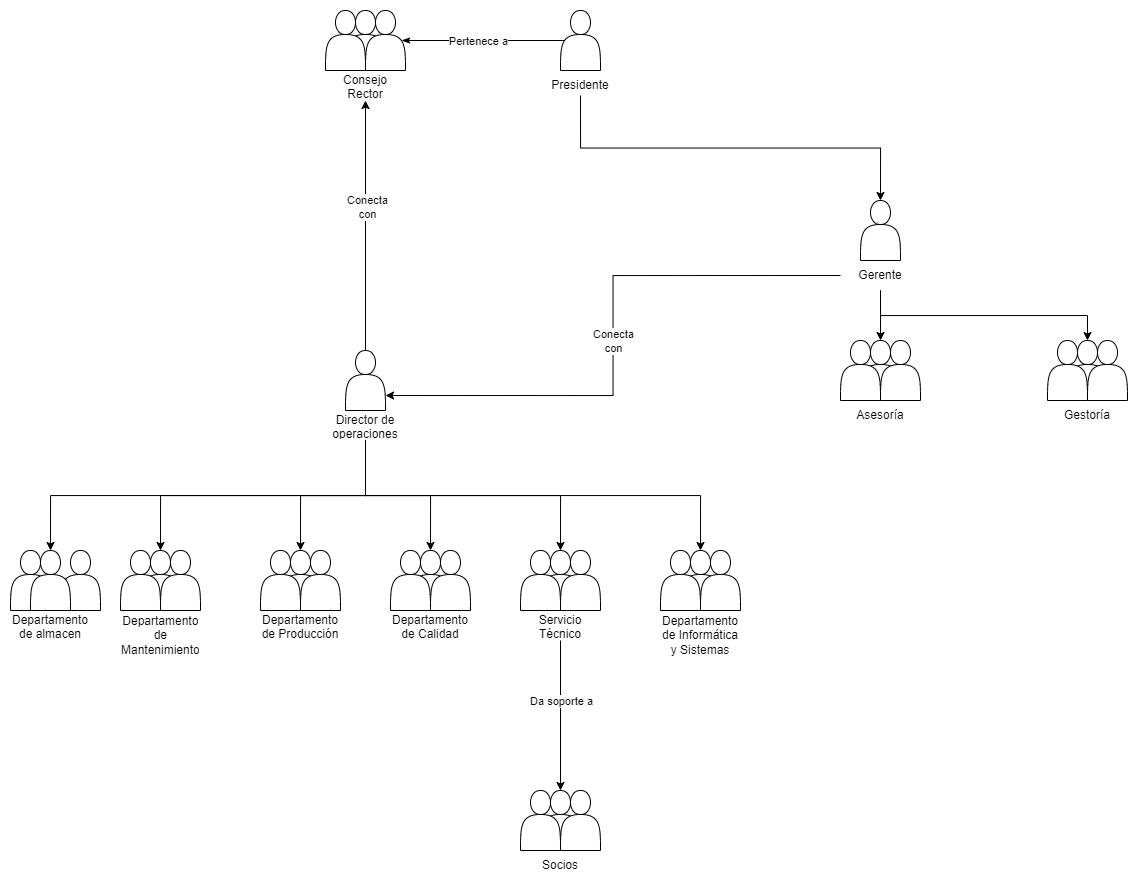 Pertenece a
Consejo
Rector
Presidente
Conecta
con
Gerente
Conecta
con
Director de
operaciones
Asesoría
Gestoría
Departamento
de almacen
Departamento
de
Mantenimiento
Departamento
de Producción
Departamento
de Calidad
Servicio
Técnico
Departamento
de Informática
y Sistemas
Da soporte a
Socios